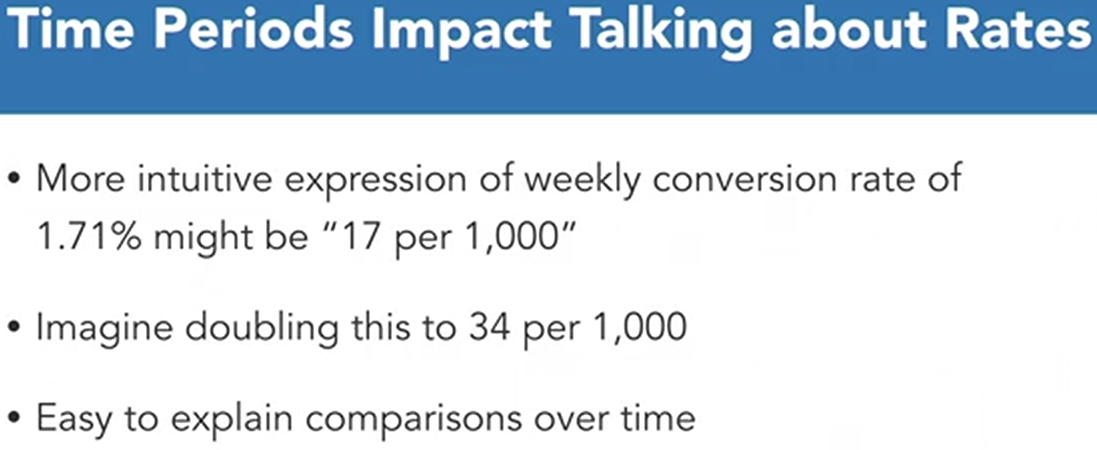 Time Periods Impact Talking about Rates
• More intuitive expression of weekly conversion rate of
1.71% might be “17 per 1,000”
• Imagine doubling this to 34 per 1,000
• Easy to explain comparisons over time